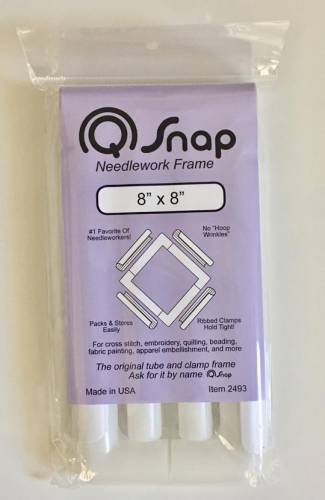 Q Snap
Needlework Frame
8" x 8"
#1 Favorite Of
Needleworkers!
No "Hoop
Wrinkles"
Packs & Stores
Easily
Ribbed Clamps
Hold Tight!
For cross stitch, embroidery, quilting, beading,
fabric painting, apparel embellishment, and more
The original tube and clamp frame
Ask for it by name QSnap
Made in USA
Item 2493